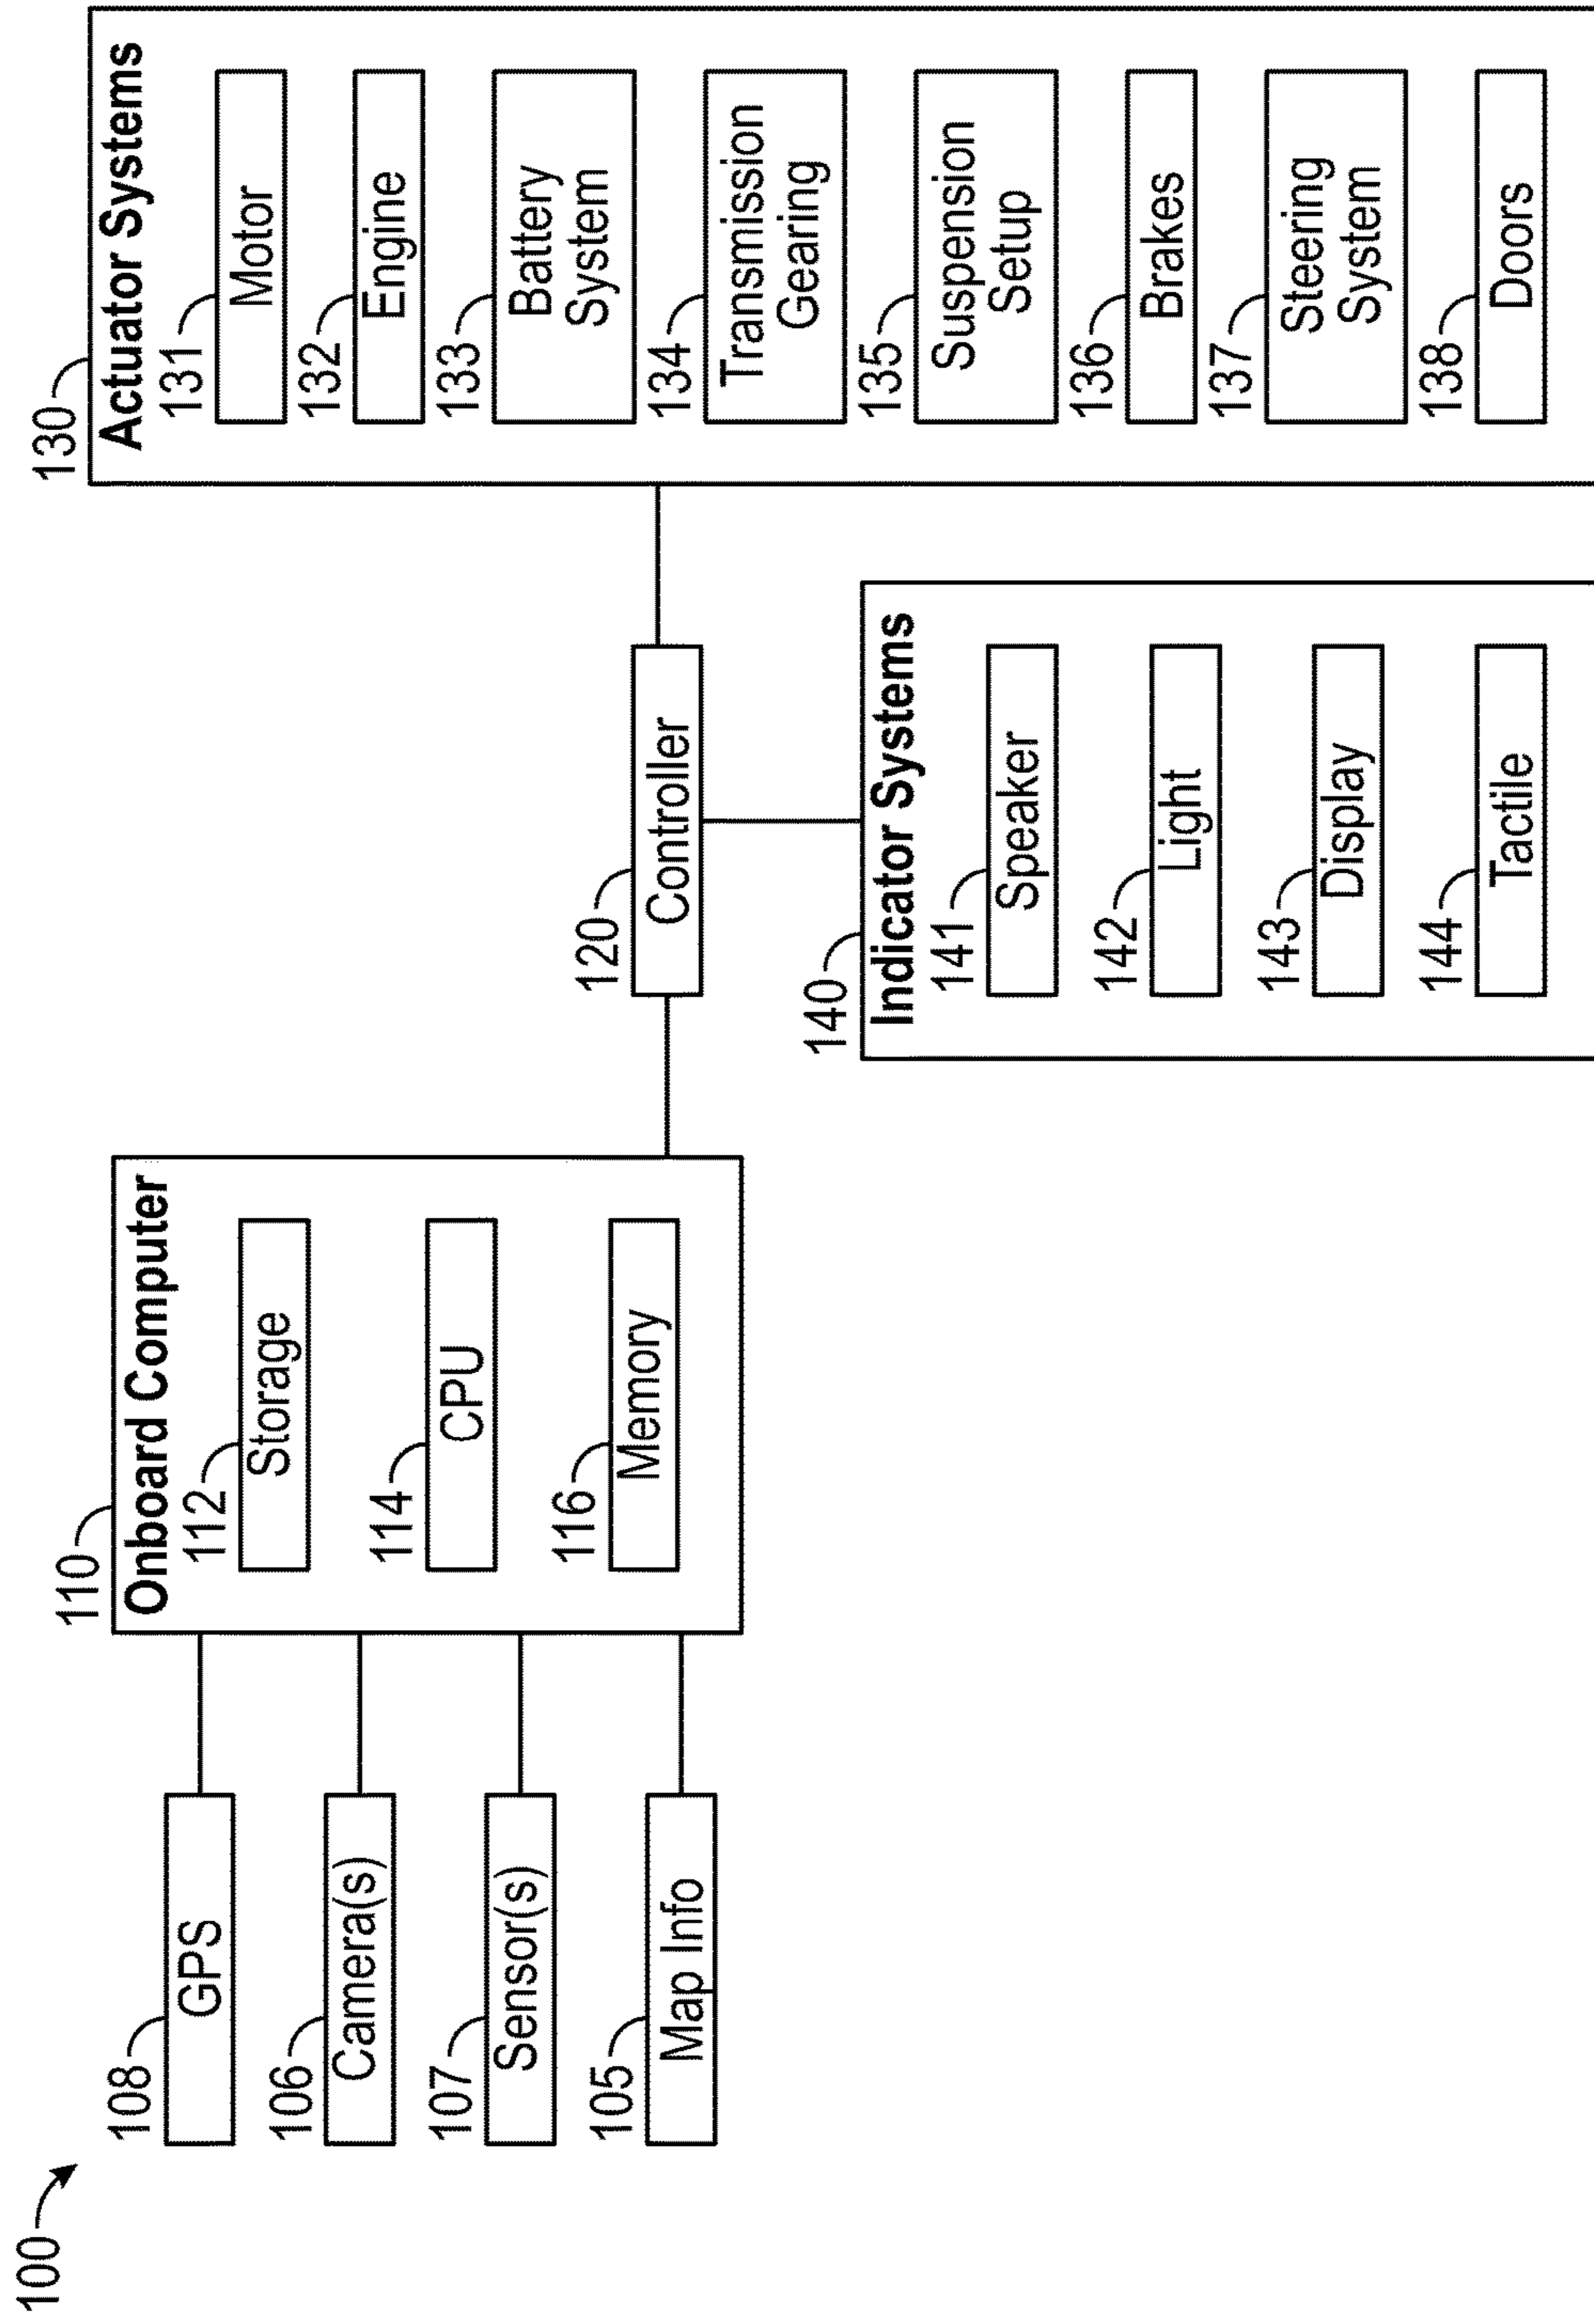 100
108
GPS
106
Camera(s)
107
Sensor(s)
105
Map Info
110
Onboard Computer
112
Storage
114
CPU
116
Memory
120
Controller
140
Indicator Systems
141
Speaker
142
Light
143
Display
144
Tactile
130
Actuator Systems
131
Motor
132
Engine
133
Battery
System
134
Transmission
Gearing
135
Suspension
Setup
136
Brakes
137
Steering
System
138
Doors